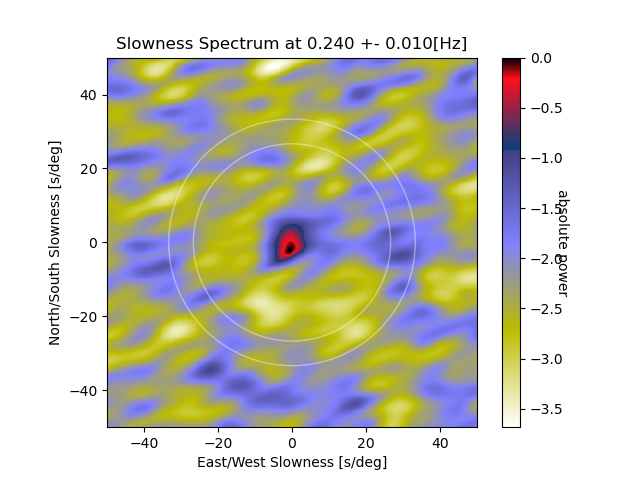 Slowness Spectrum at 0.240 +- 0.010[Hz]
North/South Slowness [s/deg]
40
20
0
−20
−40
−40 −20 0 20 40
East/West Slowness [s/deg]
0.0
−0.5
−1.0
−1.5
−2.0
−2.5
−3.0
−3.5
absolute power